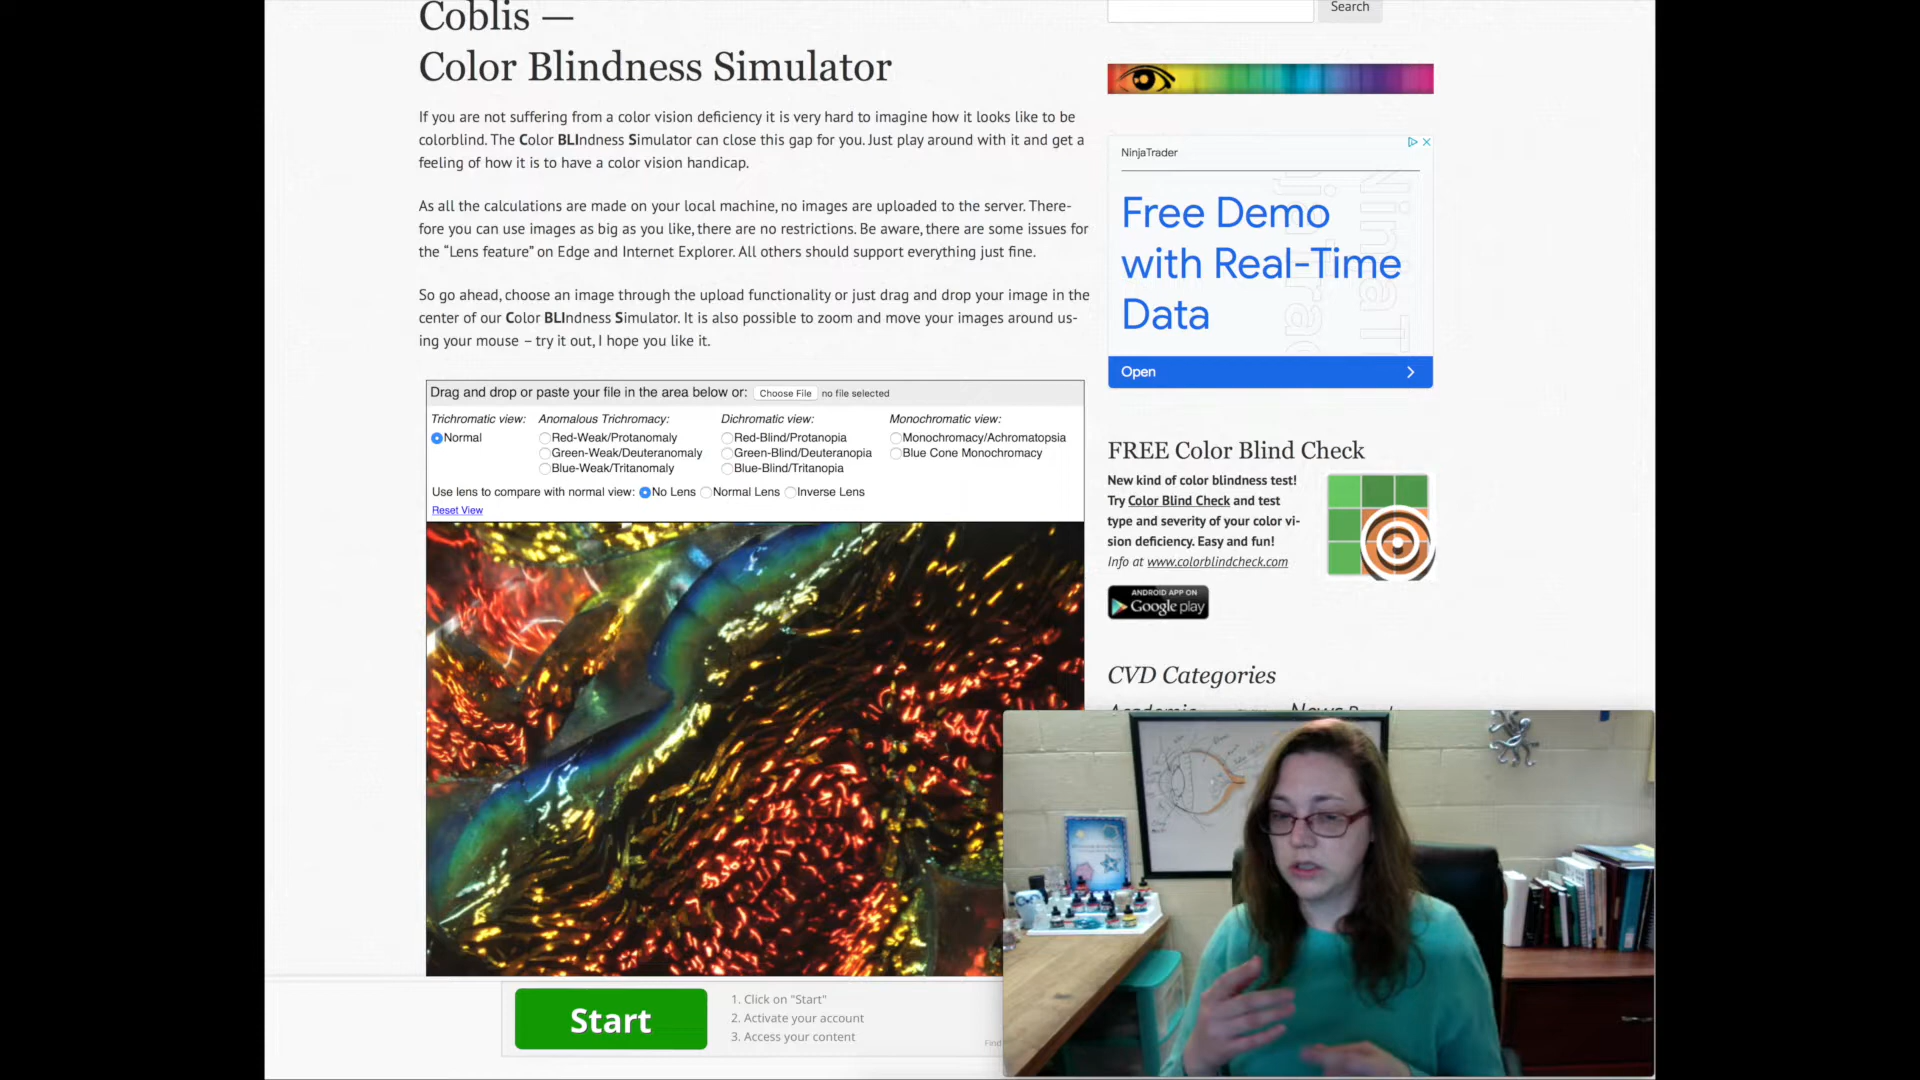 Coblis —
Color Blindness Simulator
If you are not suffering from a color vision deficiency it is very hard to imagine how it looks like to be
colorblind. The Color BLIndness Simulator can close this gap for you. Just play around with it and get a
feeling of how it is to have a color vision handicap.
As all the calculations are made on your local machine, no images are uploaded to the server. There-
fore you can use images as big as you like, there are no restrictions. Be aware, there are some issues for
the “Lens feature” on Edge and Internet Explorer. All others should support everything just fine.
So go ahead, choose an image through the upload functionality or just drag and drop your image in the
center of our Color BLIndness Simulator. It is also possible to zoom and move your images around us-
ing your mouse – try it out, I hope you like it.
Drag and drop or paste your file in the area below or: Choose File no file selected
Trichromatic view: Anomalous Trichromacy: Dichromatic view: Monochromatic view:
Normal Red-Weak/Protanomaly Red-Blind/Protanopia Monochromacy/Achromatopsia
Green-Weak/Deuteranomaly Green-Blind/Deuteranopia Blue Cone Monochromacy
Blue-Weak/Tritanomaly Blue-Blind/Tritanopia
Use lens to compare with normal view: No Lens Normal Lens Inverse Lens
Reset View
Start
1. Click on "Start"
2. Activate your account
3. Access your content
Find
Search
NinjaTrader
Free Demo
with Real-Time
Data
Open
FREE Color Blind Check
New kind of color blindness test!
Try Color Blind Check and test
type and severity of your color vi-
sion deficiency. Easy and fun!
Info at www.colorblindcheck.com
ANDROID APP ON
Google play
CVD Categories
Academic News